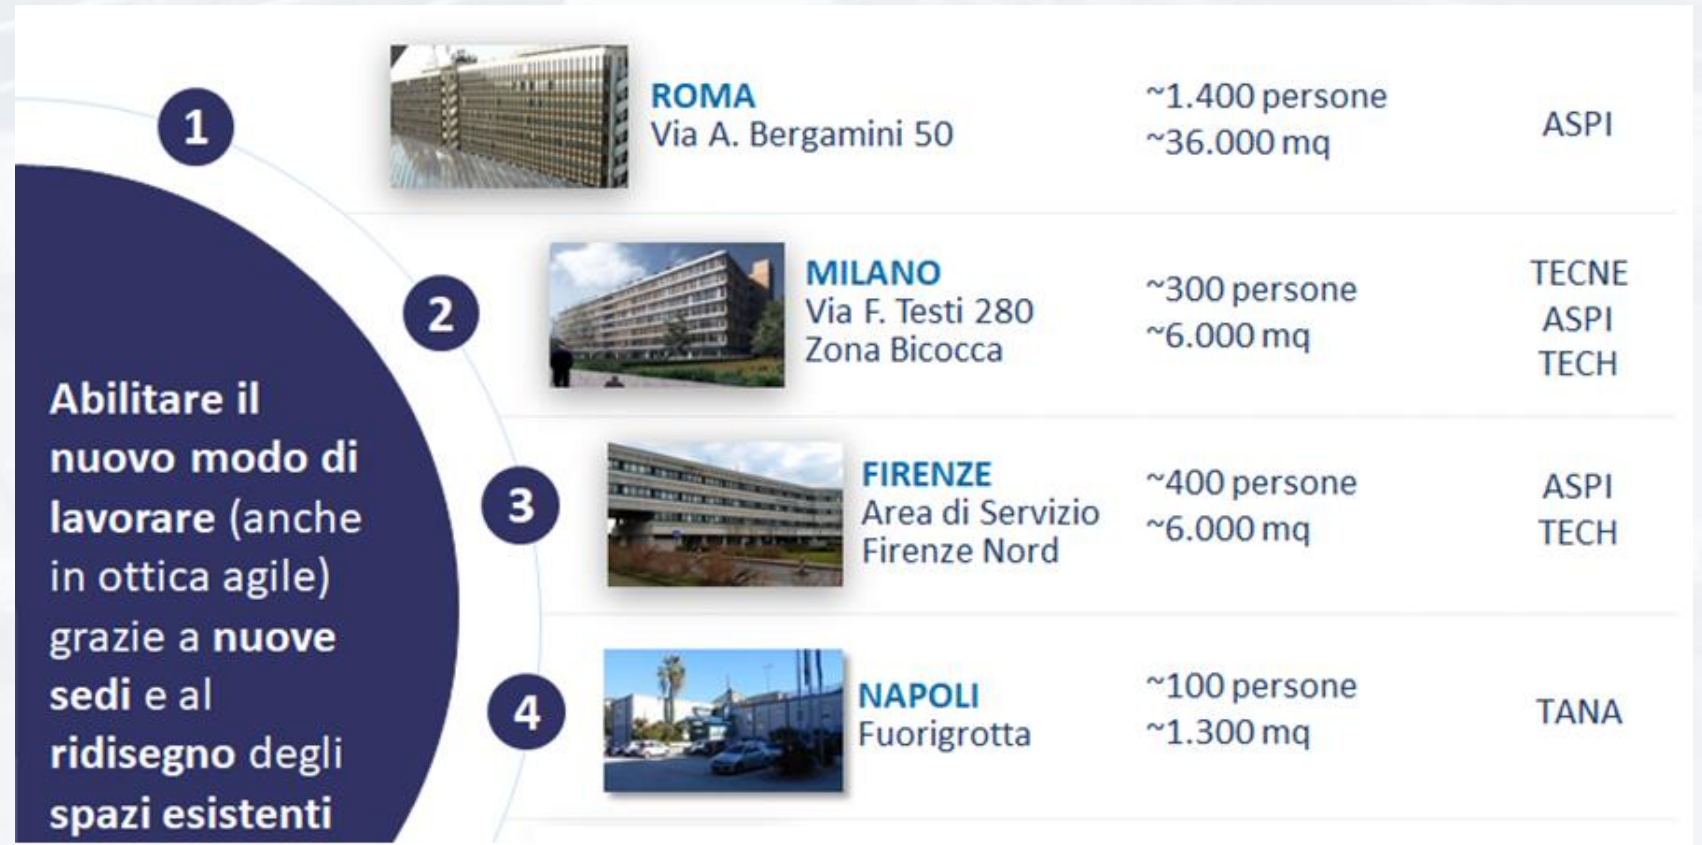 1
ROMA
Via A. Bergamini 50
~1.400 persone
~36.000 mq
ASPI
2
MILANO
Via F. Testi 280
Zona Bicocca
~300 persone
~6.000 mq
TECNE
ASPI
TECH
3
FIRENZE
Area di Servizio
Firenze Nord
~400 persone
~6.000 mq
ASPI
TECH
4
NAPOLI
Fuorigrotta
~100 persone
~1.300 mq
TANA
Abilitare il
nuovo modo di
lavorare (anche
in ottica agile)
grazie a nuove
sedi e al
ridisegno degli
spazi esistenti